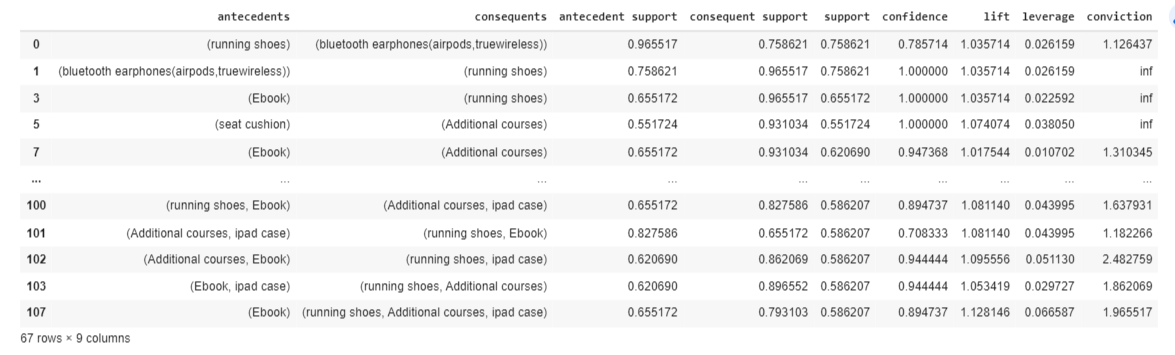 antecedents consequents antecedent support consequent support support confidence lift leverage conviction
0 (running shoes) (bluetooth earphones(airpods,truewireless)) 0.965517 0.758621 0.758621 0.785714 1.035714 0.026159 1.126437
1 (bluetooth earphones(airpods,truewireless)) (running shoes) 0.758621 0.965517 0.758621 1.000000 1.035714 0.026159 inf
3 (Ebook) (running shoes) 0.655172 0.965517 0.655172 1.000000 1.035714 0.022592 inf
5 (seat cushion) (Additional courses) 0.551724 0.931034 0.551724 1.000000 1.074074 0.038050 inf
7 (Ebook) (Additional courses) 0.655172 0.931034 0.620690 0.947368 1.017544 0.010702 1.310345
... ... ... ... ... ... ... ... ... ...
100 (running shoes, Ebook) (Additional courses, ipad case) 0.655172 0.827586 0.586207 0.894737 1.081140 0.043995 1.637931
101 (Additional courses, ipad case) (running shoes, Ebook) 0.827586 0.655172 0.586207 0.708333 1.081140 0.043995 1.182266
102 (Additional courses, Ebook) (running shoes, ipad case) 0.620690 0.862069 0.586207 0.944444 1.095556 0.051130 2.482759
103 (Ebook, ipad case) (running shoes, Additional courses) 0.620690 0.896552 0.586207 0.944444 1.053419 0.029727 1.862069
107 (Ebook) (running shoes, Additional courses, ipad case) 0.655172 0.793103 0.586207 0.894737 1.128146 0.066587 1.965517
67 rows × 9 columns